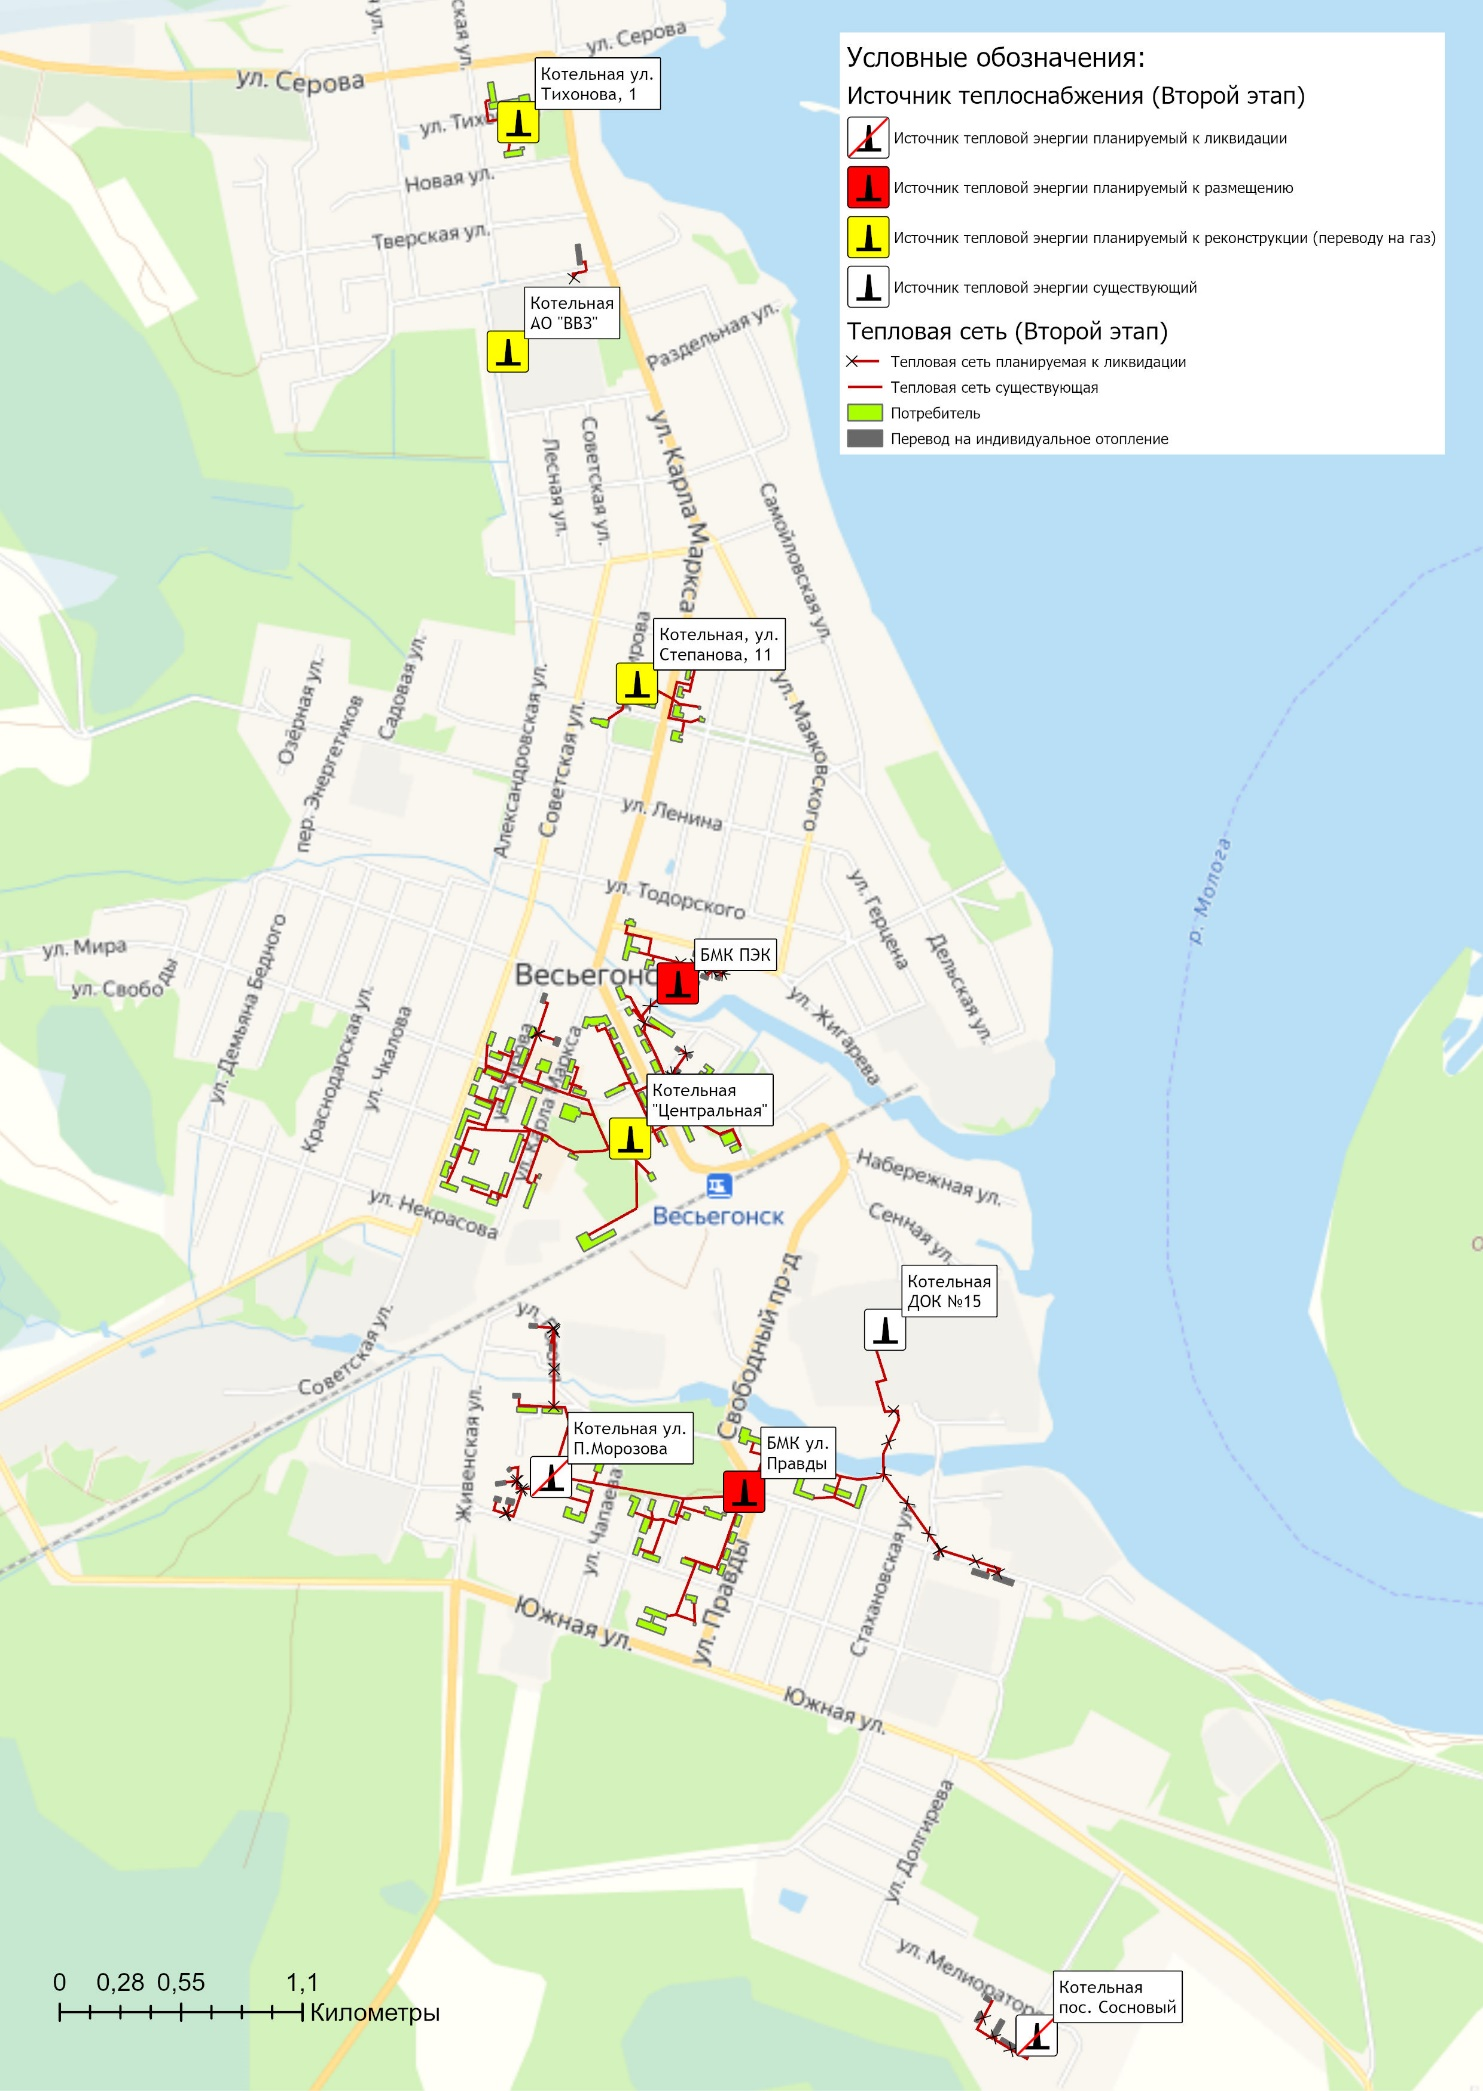 ул. Серова
ул. Серова
Котельная ул.
Тихонова, 1
Новая ул.
Тверская ул.
Котельная
АО "ВВЗ"
Раздельная ул.
Условные обозначения:
Источник теплоснабжения (Второй этап)
Источник тепловой энергии планируемый к ликвидации
Источник тепловой энергии планируемый к размещению
Источник тепловой энергии планируемый к реконструкции (переводу на газ)
Источник тепловой энергии существующий
Тепловая сеть (Второй этап)
Тепловая сеть планируемая к ликвидации
Тепловая сеть существующая
Потребитель
Перевод на индивидуальное отопление
ул. Карла Маркса
Советская ул.
Лесная ул.
Самойловская ул.
Котельная, ул.
Степанова, 11
Озёрная ул.
Садовая ул.
пер. Энергетиков
Александровская ул.
Советская ул.
ул. Маяковского
ул. Ленина
ул. Тодорского
ул. Герцена
Дельская ул.
р. Молога
ул. Мира
ул. Свободы
ул. Демьяна Бедного
Краснодарская ул.
ул. Чкалова
Весьегонс
БМК ПЭК
ул. Жигарева
ул. Карла Маркса
Котельная
"Центральная"
Набережная ул.
Сенная ул.
ул. Некрасова
Весьегонск
Котельная
ДОК №15
Советская ул.
Свободный пр-д
Живенская ул.
Котельная ул.
П.Морозова
БМК ул.
Правды
ул. Чапаева
ул. Правды
Стахановская ул.
Южная ул.
Южная ул.
ул. Долгирева
ул. Мелиораторо
Котельная
пос. Сосновый
0 0,28 0,55 1,1
Километры